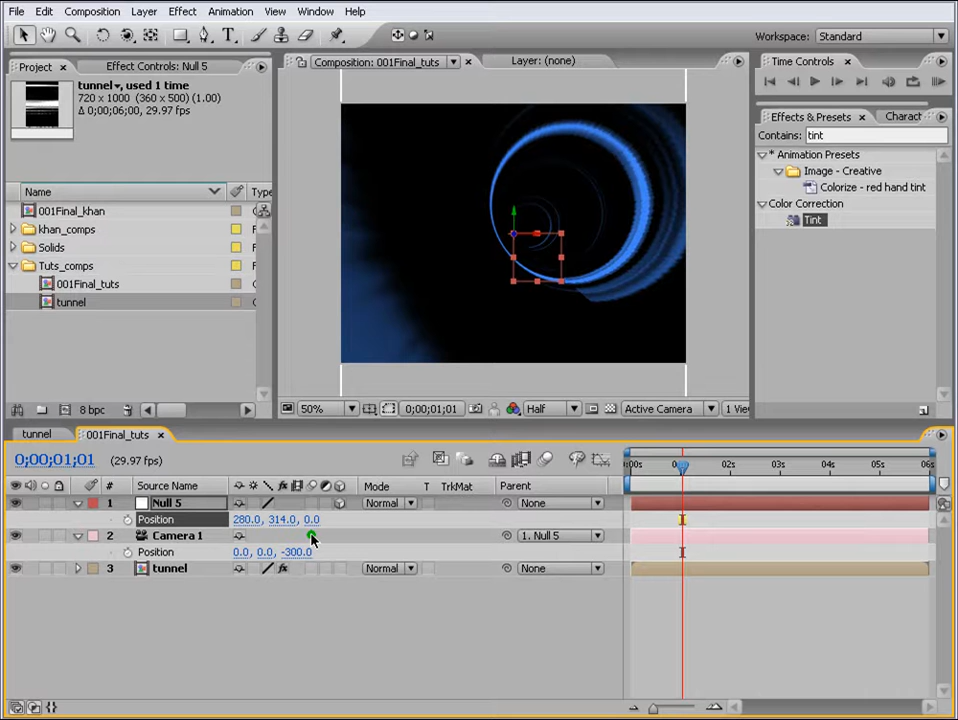 File Edit Composition Layer Effect Animation View Window Help
Workspace: Standard
Project Effect Controls: Null 5
tunnel, used 1 time
720 x 1000 (360 x 500) (1.00)
Δ 0;00;06;00, 29.97 fps
Name Type
001Final_khan
khan_comps
Solids
Tuts_comps
001Final_tuts
tunnel
8 bpc
Composition: 001Final_tuts Layer: (none)
50% 0;00;01;01 Half Active Camera 1 Vie
Time Controls
Effects & Presets Charact
Contains: tint
* Animation Presets
Image - Creative
Colorize - red hand tint
Color Correction
Tint
tunnel 001Final_tuts
0;00;01;01 (29.97 fps)
# Source Name Mode T TrkMat Parent
02s 03s 04s 05s 06s
1 Null 5 Normal None
Position 280.0, 314.0, 0.0
2 Camera 1 1. Null 5
Position 0.0, 0.0, -300.0
3 tunnel Normal None